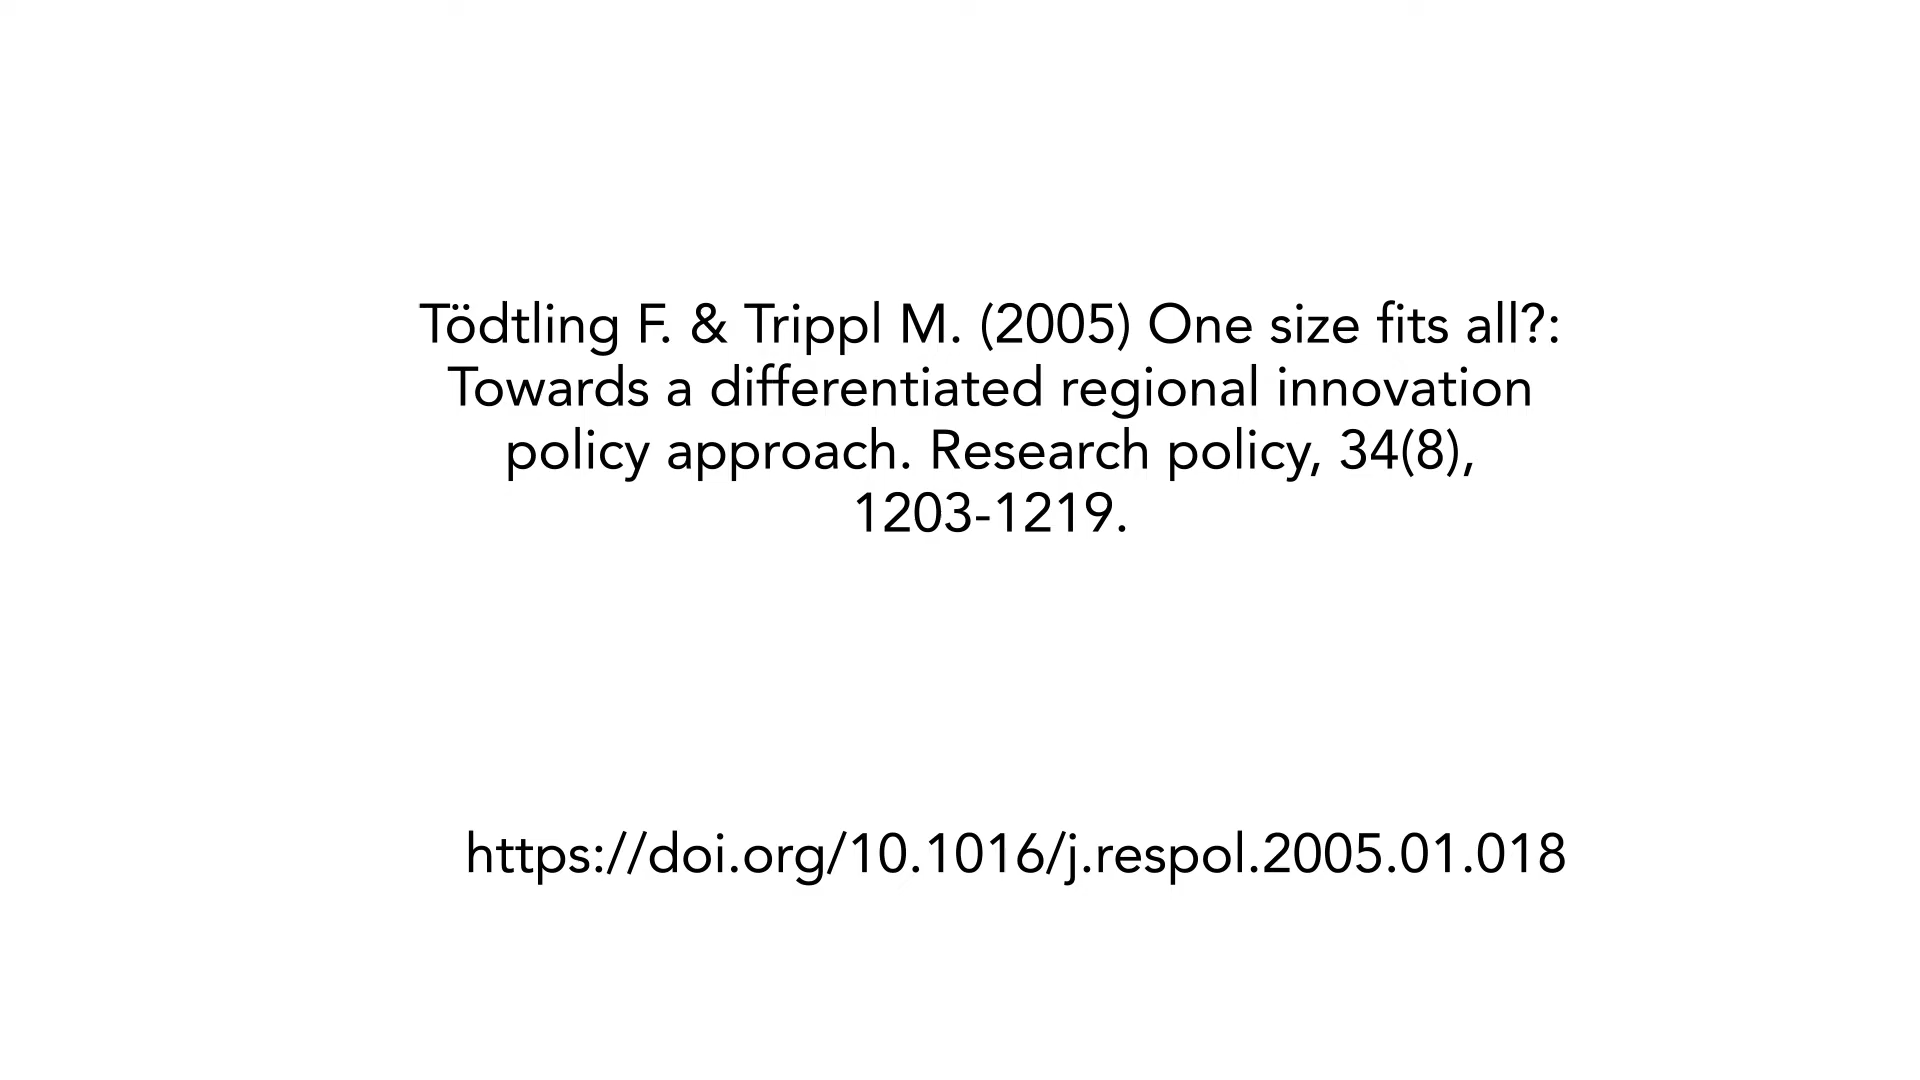 Tödtling F. & Trippl M. (2005) One size fits all?:
Towards a differentiated regional innovation
policy approach. Research policy, 34(8),
1203-1219.
https://doi.org/10.1016/j.respol.2005.01.018